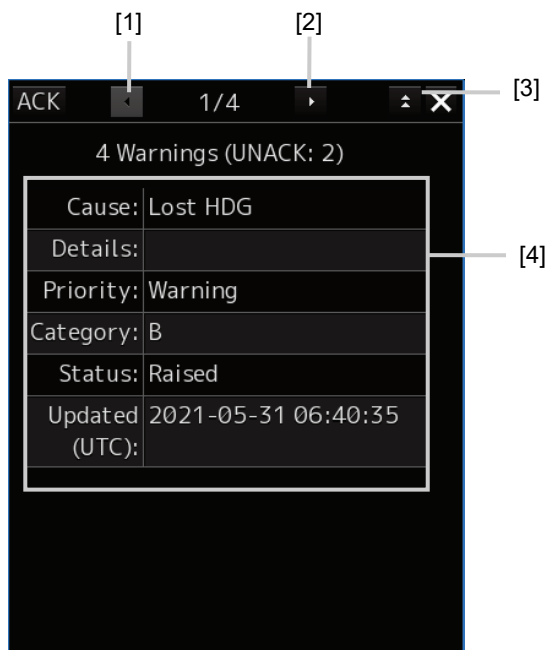 [1] [2]
[3]
ACK 1/4 X
4 Warnings (UNACK: 2)
Cause: Lost HDG
Details:
[4]
Priority: Warning
Category: B
Status: Raised
Updated 2021-05-31 06:40:35
(UTC):